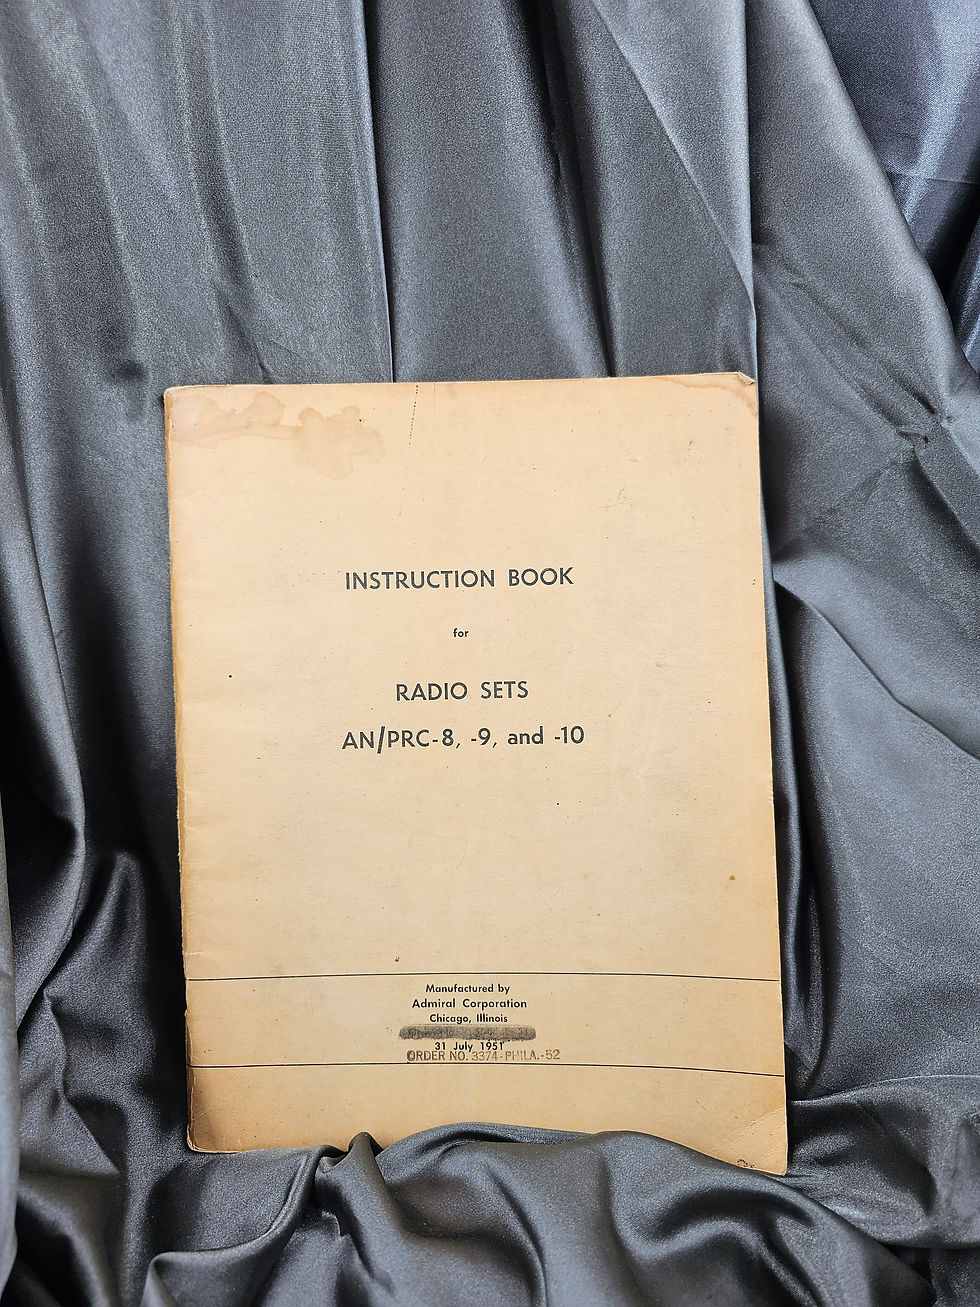 INSTRUCTION BOOK
for
RADIO SETS
AN/PRC-8, -9, and -10
Manufactured by
Admiral Corporation
Chicago, Illinois
31 July 1951
ORDER NO. 3374-PHILA.-52